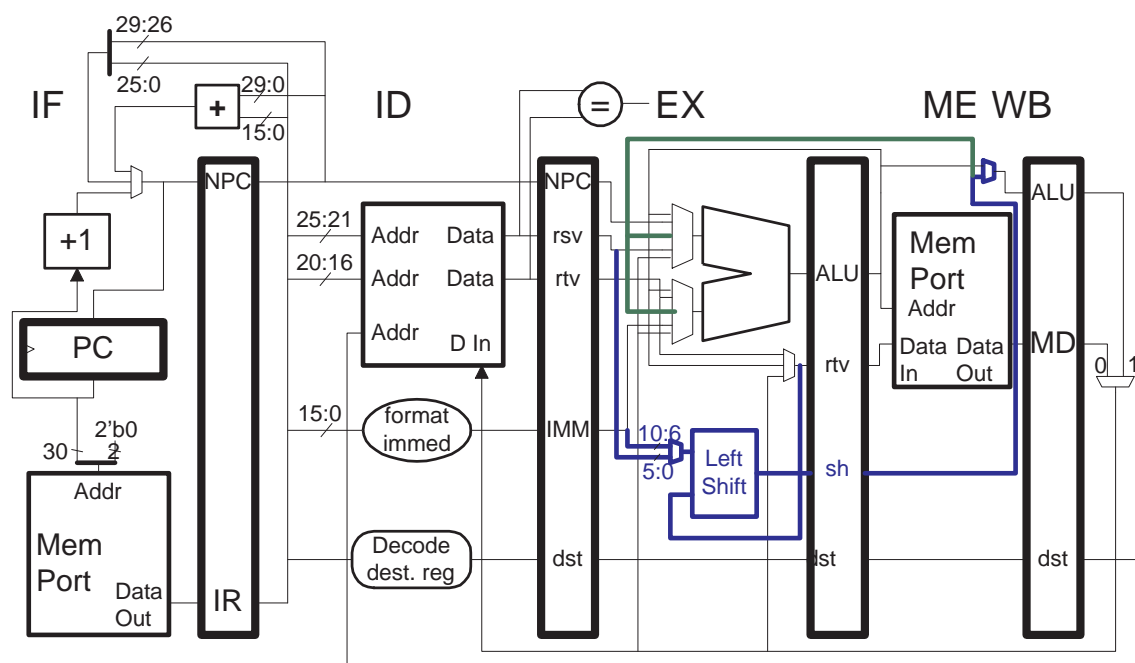 29:26
25:0
29:0
15:0
IF
ID
EX
ME
WB
+
=
NPC
NPC
+1
25:21
20:16
Addr
Data
Addr
Data
Addr
D In
rsv
rtv
ALU
rtv
Mem
Port
Addr
Data
In
Data
Out
ALU
MD
0
1
PC
15:0
format
immed
IMM
10:6
5:0
Left
Shift
sh
30
2'b0
2
Addr
Mem
Port
Data
Out
IR
Decode
dest. reg
dst
dst
dst